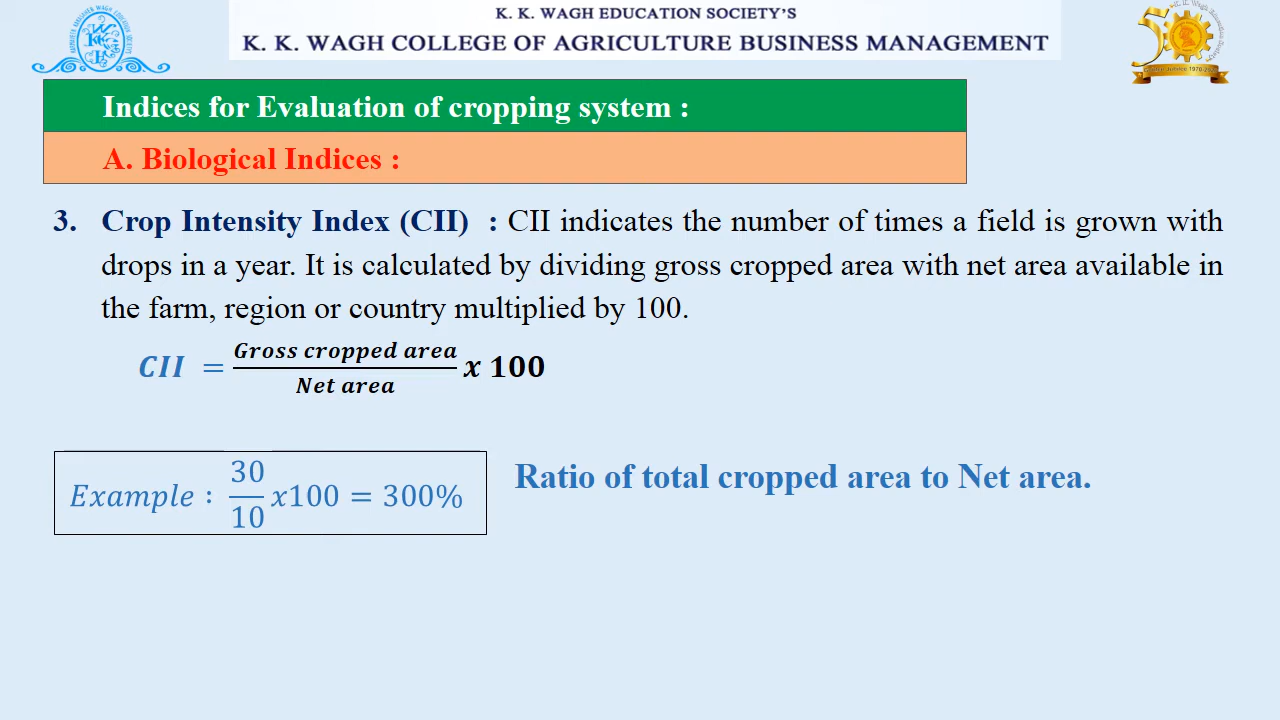 K. K. WAGH EDUCATION SOCIETY'S
K. K. WAGH COLLEGE OF AGRICULTURE BUSINESS MANAGEMENT
Indices for Evaluation of cropping system :
A. Biological Indices :
3. Crop Intensity Index (CII) : CII indicates the number of times a field is grown with
drops in a year. It is calculated by dividing gross cropped area with net area available in
the farm, region or country multiplied by 100.
CII = Gross cropped area / Net area x 100
Example : 30/10 x100 = 300%
Ratio of total cropped area to Net area.